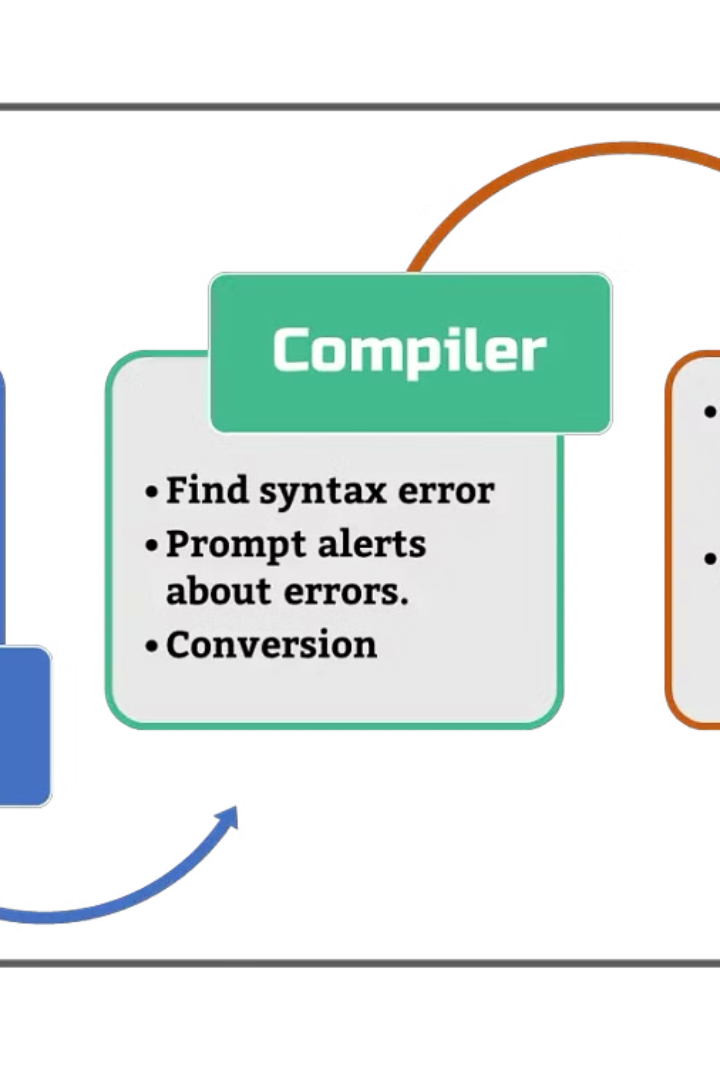 Compiler
• Find syntax error
• Prompt alerts
about errors.
• Conversion